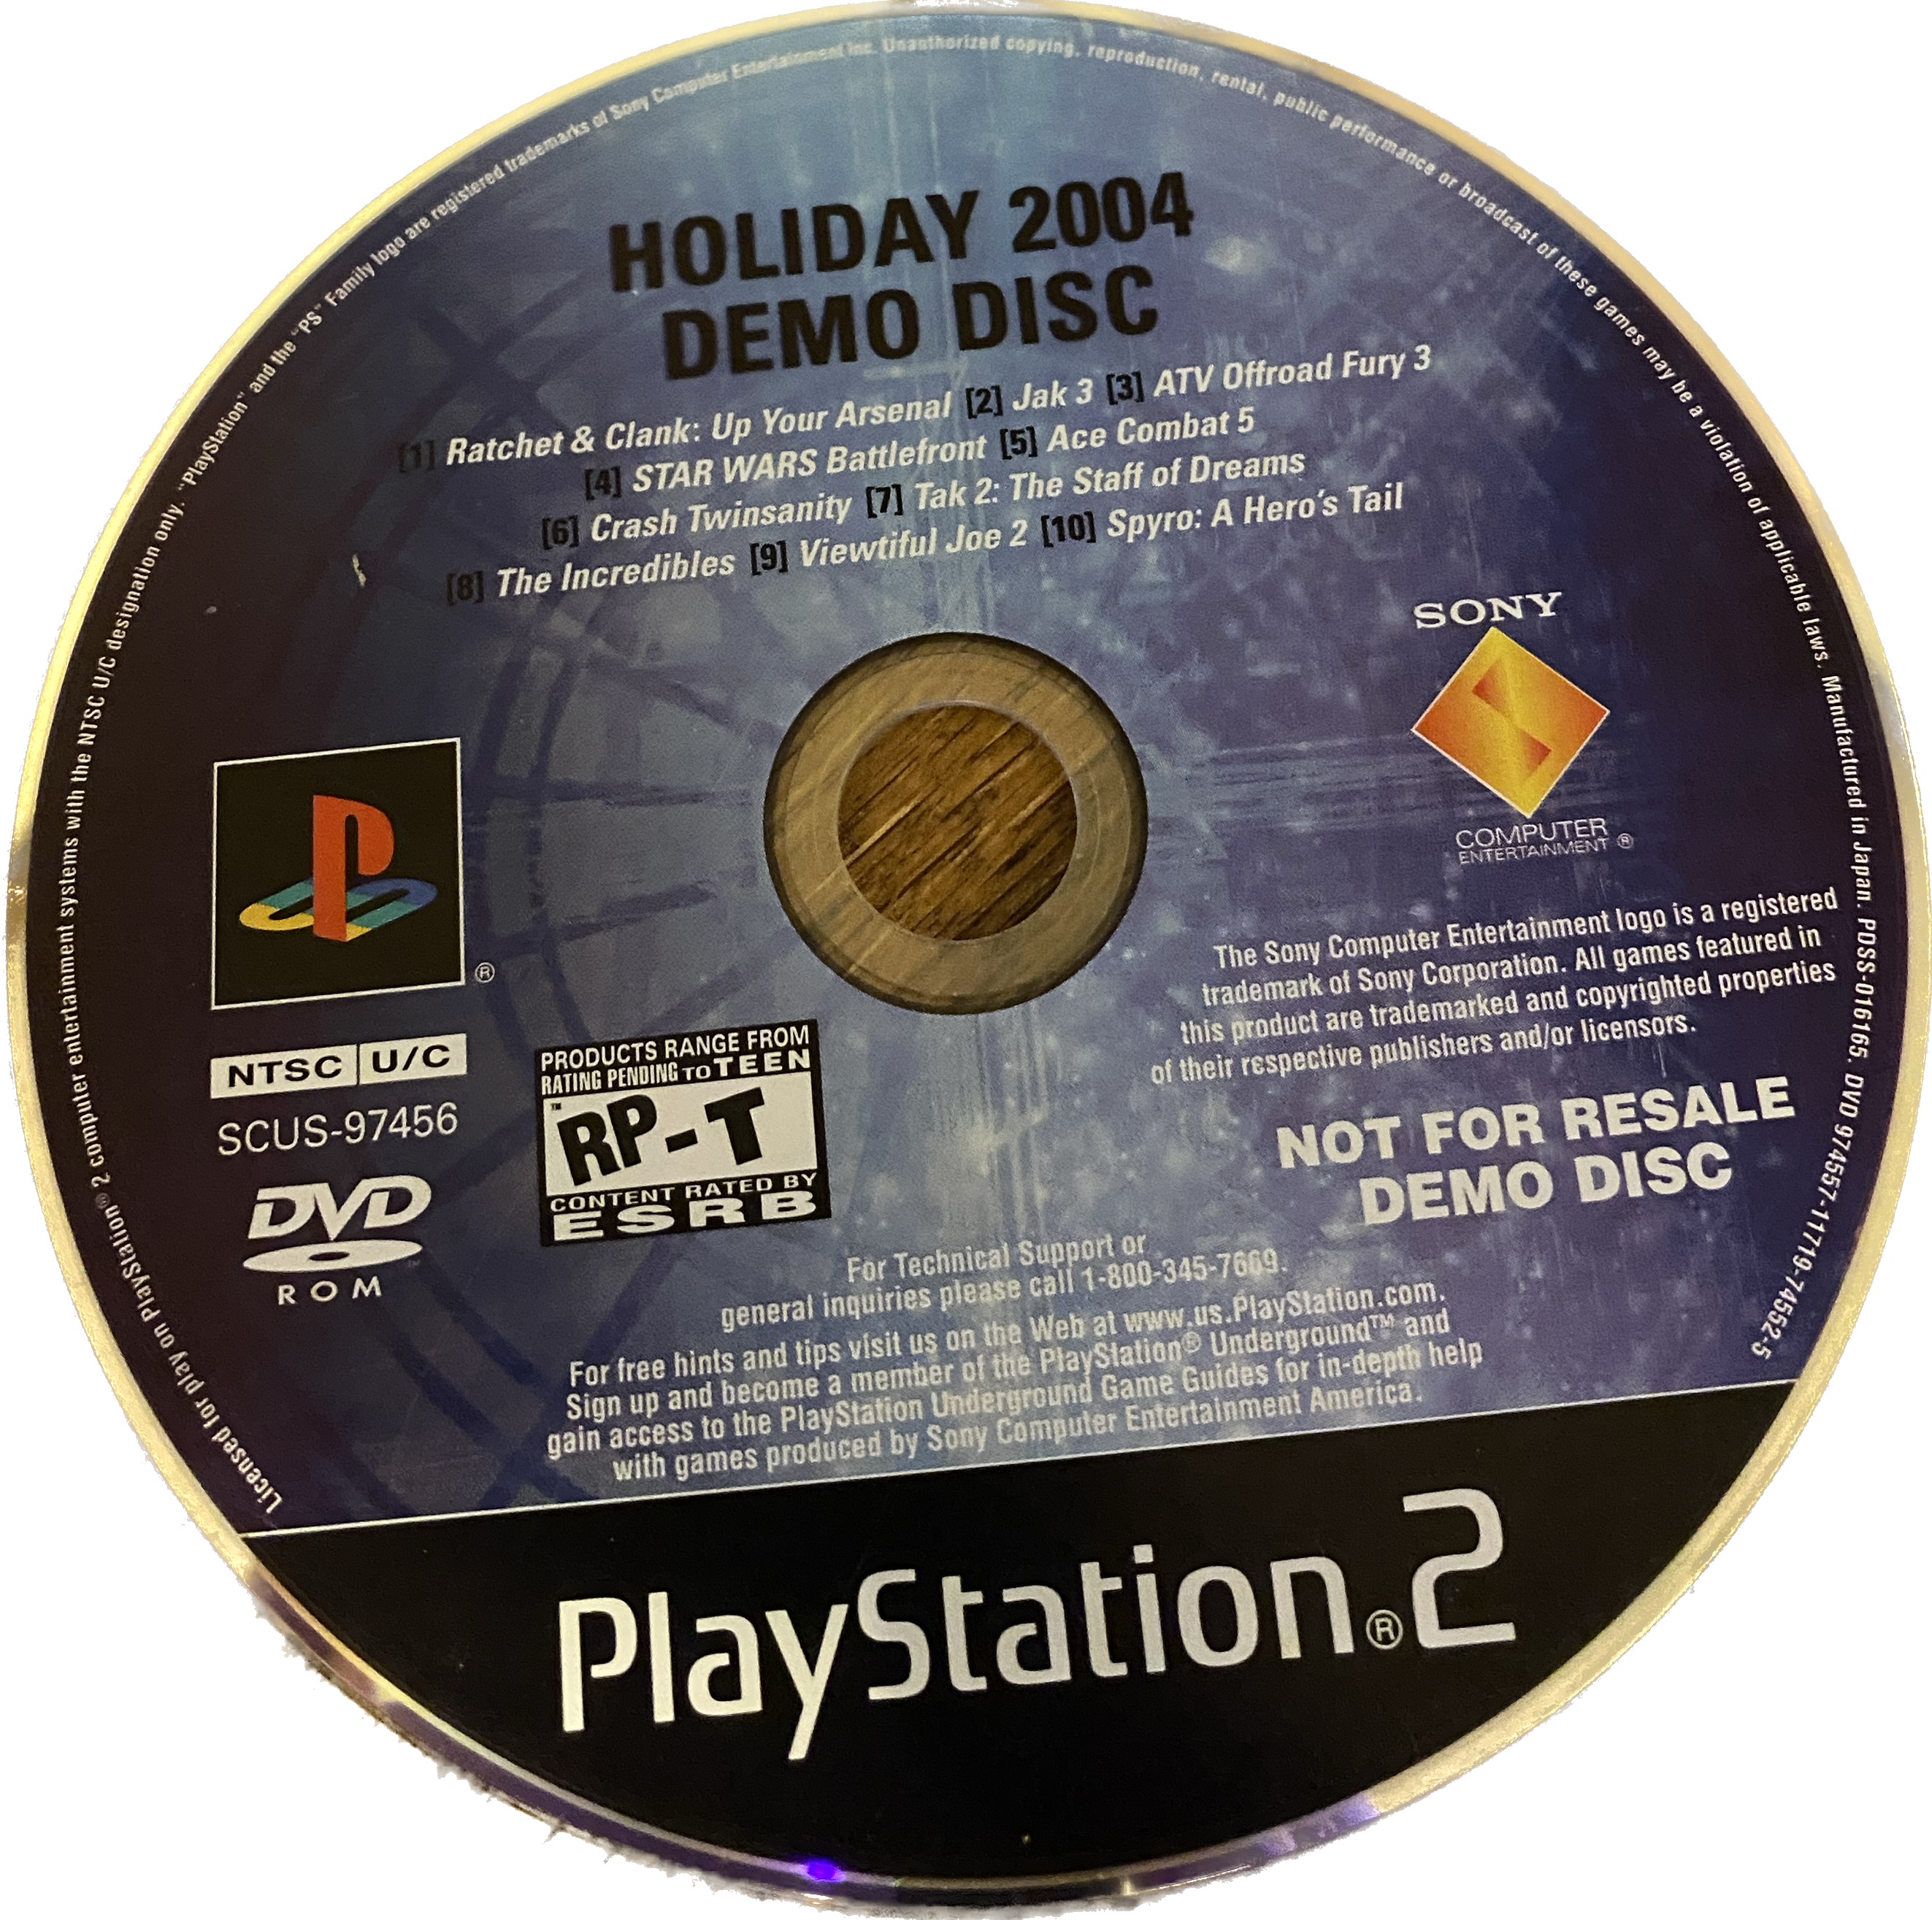 HOLIDAY 2004
DEMO DISC
[1] Ratchet & Clank: Up Your Arsenal [2] Jak 3 [3] ATV Offroad Fury 3
[4] STAR WARS Battlefront [5] Ace Combat 5
[6] Crash Twinsanity [7] Tak 2: The Staff of Dreams
[8] The Incredibles [9] Viewtiful Joe 2 [10] Spyro: A Hero's Tail
SONY
COMPUTER
ENTERTAINMENT ®
®
NTSC U/C
SCUS-97456
DVD
ROM
PRODUCTS RANGE FROM
RATING PENDING TO TEEN
™
RP-T
CONTENT RATED BY
ESRB
The Sony Computer Entertainment logo is a registered
trademark of Sony Corporation. All games featured in
this product are trademarked and copyrighted properties
of their respective publishers and/or licensors.
NOT FOR RESALE
DEMO DISC
For Technical Support or
general inquiries please call 1-800-345-7669.
For free hints and tips visit us on the Web at www.us.PlayStation.com.
Sign up and become a member of the PlayStation® Underground™ and
gain access to the PlayStation Underground Game Guides for in-depth help
with games produced by Sony Computer Entertainment America.
PlayStation®2
Licensed for play on PlayStation® 2 computer entertainment systems with the NTSC U/C designation only. "PlayStation" and the "PS" Family logo are registered trademarks of Sony Computer Entertainment Inc. Unauthorized copying, reproduction, rental, public performance or broadcast of these games may be a violation of applicable laws. Manufactured in Japan. PDSS-016165. DVD 974557-11719-74552-5